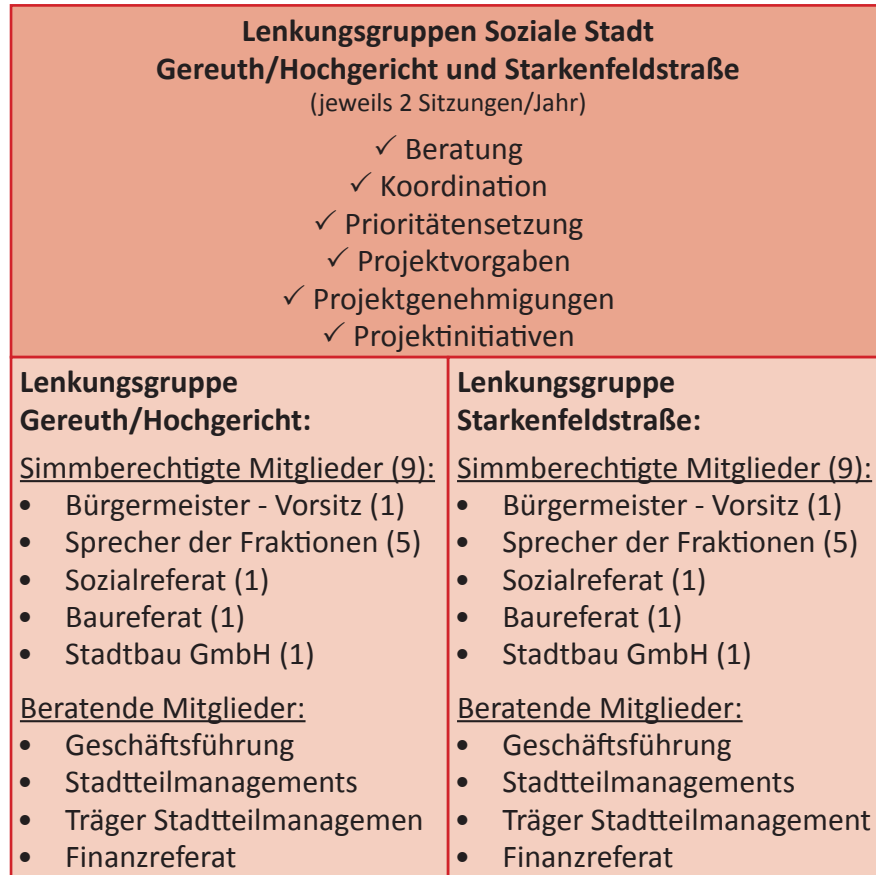 Lenkungsgruppen Soziale Stadt
Gereuth/Hochgericht und Starkenfeldstraße
(jeweils 2 Sitzungen/Jahr)
✓ Beratung
✓ Koordination
✓ Prioritätensetzung
✓ Projektvorgaben
✓ Projektgenehmigungen
✓ Projektinitiativen
Lenkungsgruppe
Gereuth/Hochgericht:
Simmberechtigte Mitglieder (9):
• Bürgermeister - Vorsitz (1)
• Sprecher der Fraktionen (5)
• Sozialreferat (1)
• Baureferat (1)
• Stadtbau GmbH (1)
Beratende Mitglieder:
• Geschäftsführung
• Stadtteilmanagements
• Träger Stadtteilmanagemen
• Finanzreferat
Lenkungsgruppe
Starkenfeldstraße:
Simmberechtigte Mitglieder (9):
• Bürgermeister - Vorsitz (1)
• Sprecher der Fraktionen (5)
• Sozialreferat (1)
• Baureferat (1)
• Stadtbau GmbH (1)
Beratende Mitglieder:
• Geschäftsführung
• Stadtteilmanagements
• Träger Stadtteilmanagement
• Finanzreferat